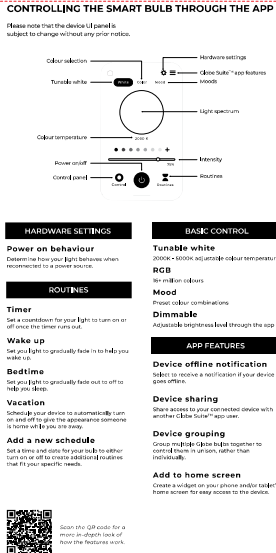 CONTROLLING THE SMART BULB THROUGH THE APP
Please note that the device UI panel is
subject to change without any prior notice.
Colour selection
Hardware settings
Globe Suite™ app features
Tunable white
White Color Mood
Moods
Light spectrum
Colour temperature
2000 K
Intensity
75%
Power on/off
Control panel
Control
Routines
Routines
HARDWARE SETTINGS
Power on behaviour
Determine how your light behaves when
reconnected to a power source.
ROUTINES
Timer
Set a countdown for your light to turn on or
off once the timer runs out.
Wake up
Set you light to gradually fade in to help you
wake up.
Bedtime
Set you light to gradually fade out to off to
help you sleep.
Vacation
Schedule your device to automatically turn
on and off to give the appearance someone
is home while you are away.
Add a new schedule
Set a time and date for your bulb to either
turn on or off to create additional routines
that fit your specific needs.
Scan the QR code for a
more in-depth look of
how the features work.
BASIC CONTROL
Tunable white
2000K - 5000K adjustable colour temperatur
RGB
16+ million colours
Mood
Preset colour combinations
Dimmable
Adjustable brightness level through the app
APP FEATURES
Device offline notification
Select to receive a notification if your device
goes offline.
Device sharing
Share access to your connected device with
another Globe Suite™ app user.
Device grouping
Group multiple Globe bulbs together to
control them in unison, rather than
individually.
Add to home screen
Create a widget on your phone and/or tablet'
home screen for easy access to the device.